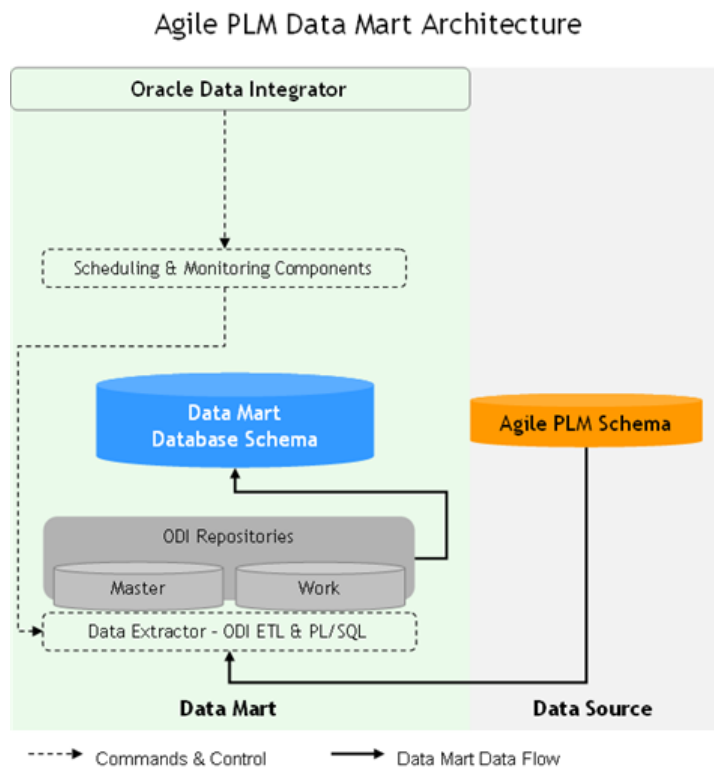 Agile PLM Data Mart Architecture
Oracle Data Integrator
Scheduling & Monitoring Components
Data Mart
Database Schema
Agile PLM Schema
ODI Repositories
Master
Work
Data Extractor - ODI ETL & PL/SQL
Data Mart
Data Source
Commands & Control
Data Mart Data Flow